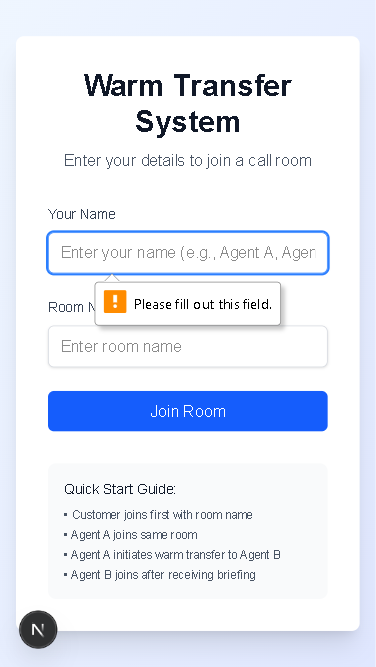 Warm Transfer
System
Enter your details to join a call room
Your Name
Enter your name (e.g., Agent A, Agen
Please fill out this field.
Room N
Enter room name
Join Room
Quick Start Guide:
• Customer joins first with room name
• Agent A joins same room
• Agent A initiates warm transfer to Agent B
• Agent B joins after receiving briefing
N